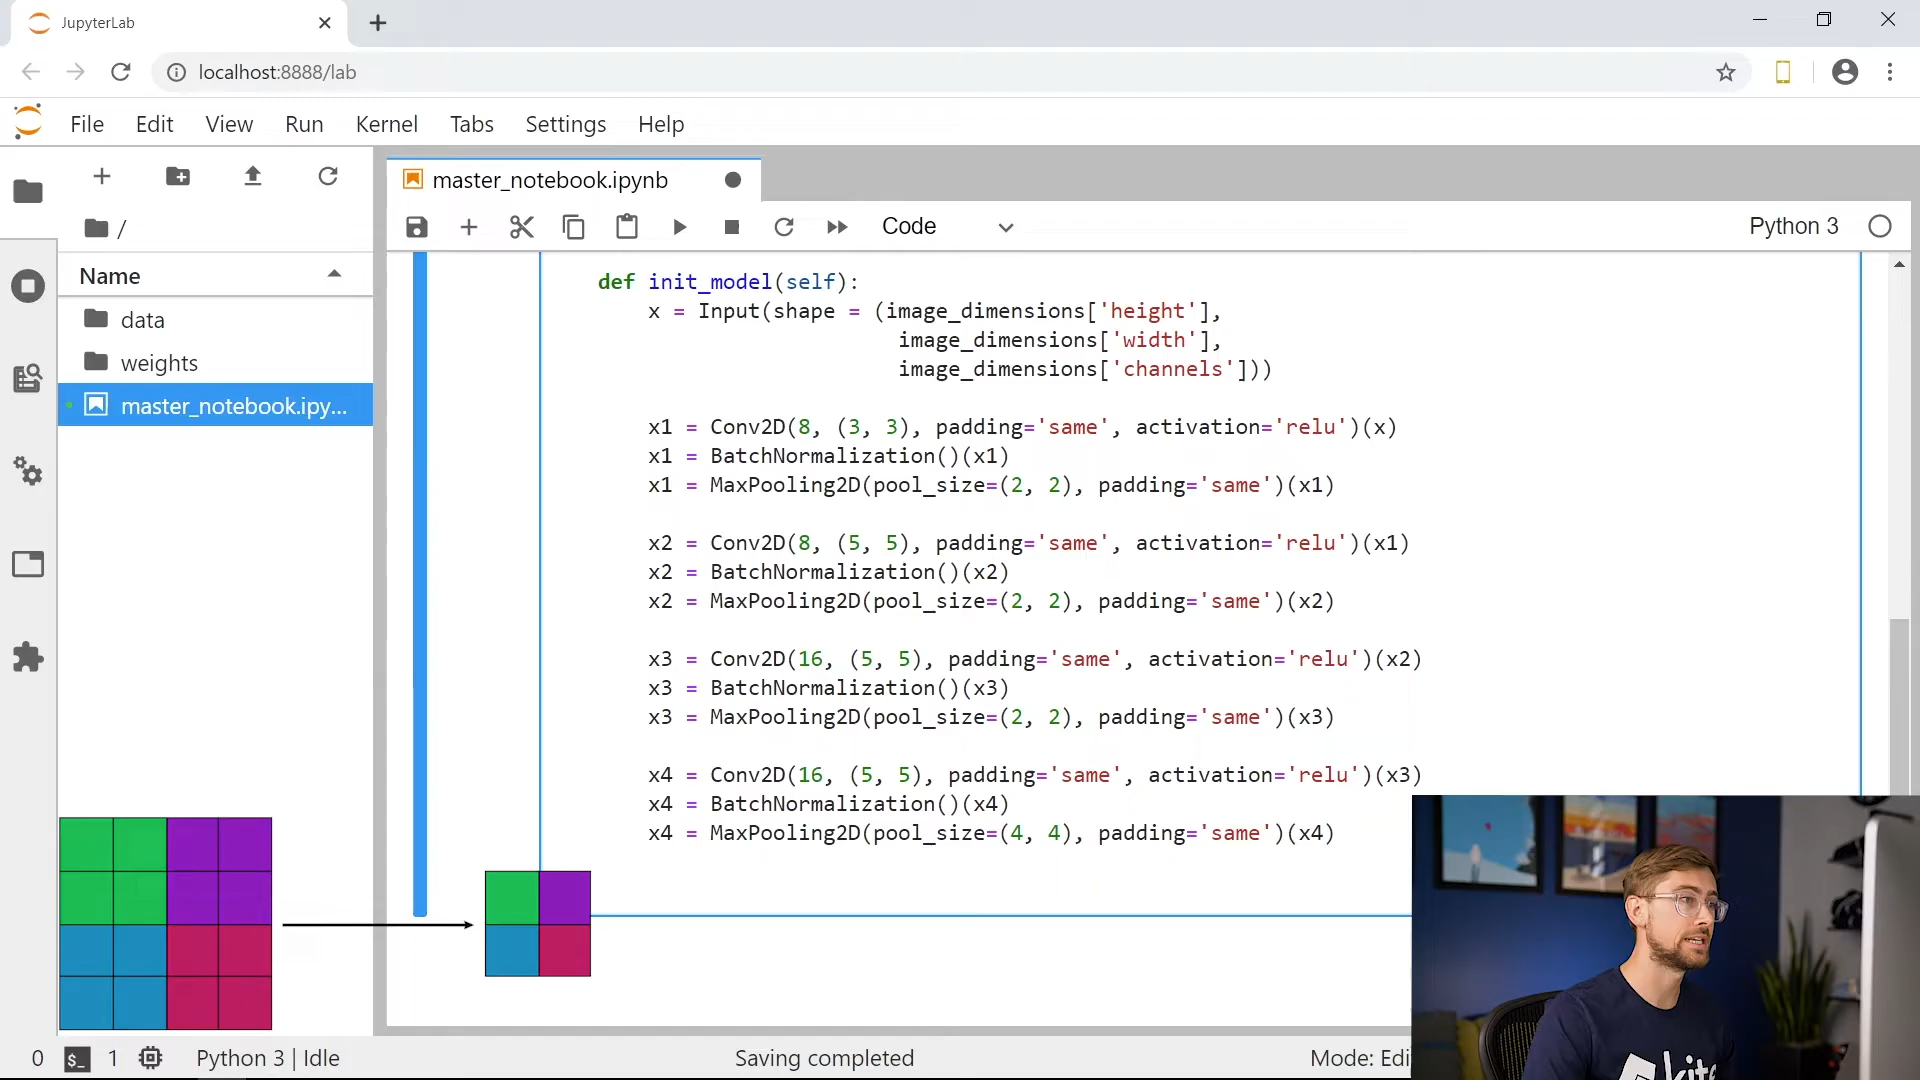 JupyterLab
localhost:8888/lab
File Edit View Run Kernel Tabs Settings Help
master_notebook.ipynb
Code
Python 3
/
Name
data
weights
master_notebook.ipy...
def init_model(self):
x = Input(shape = (image_dimensions['height'],
image_dimensions['width'],
image_dimensions['channels']))
x1 = Conv2D(8, (3, 3), padding='same', activation='relu')(x)
x1 = BatchNormalization()(x1)
x1 = MaxPooling2D(pool_size=(2, 2), padding='same')(x1)
x2 = Conv2D(8, (5, 5), padding='same', activation='relu')(x1)
x2 = BatchNormalization()(x2)
x2 = MaxPooling2D(pool_size=(2, 2), padding='same')(x2)
x3 = Conv2D(16, (5, 5), padding='same', activation='relu')(x2)
x3 = BatchNormalization()(x3)
x3 = MaxPooling2D(pool_size=(2, 2), padding='same')(x3)
x4 = Conv2D(16, (5, 5), padding='same', activation='relu')(x3)
x4 = BatchNormalization()(x4)
x4 = MaxPooling2D(pool_size=(4, 4), padding='same')(x4)
kite
0 $_ 1 Python 3 | Idle
Saving completed
Mode: Edi